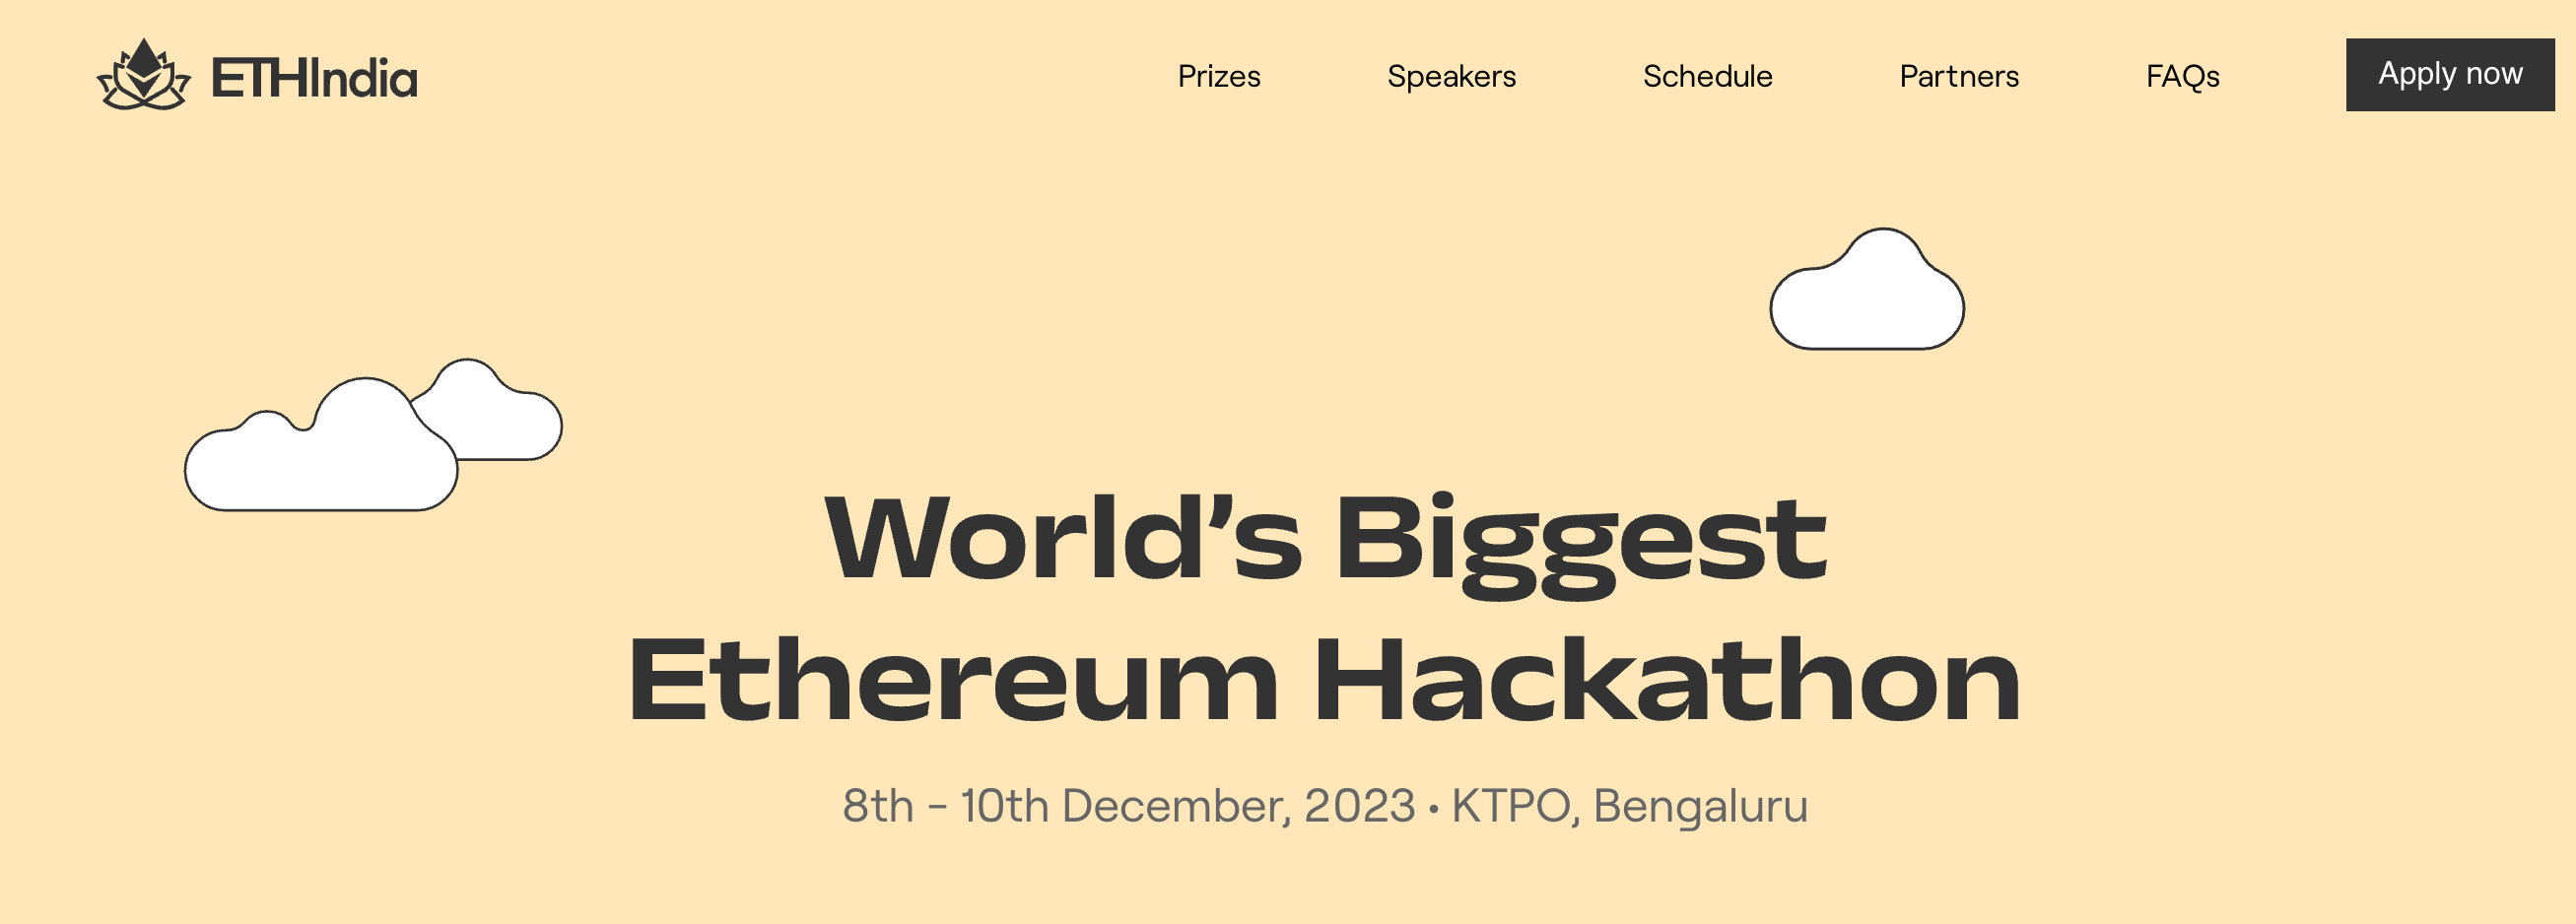 ETHIndia
Prizes
Speakers
Schedule
Partners
FAQs
Apply now
World’s Biggest
Ethereum Hackathon
8th - 10th December, 2023 • KTPO, Bengaluru